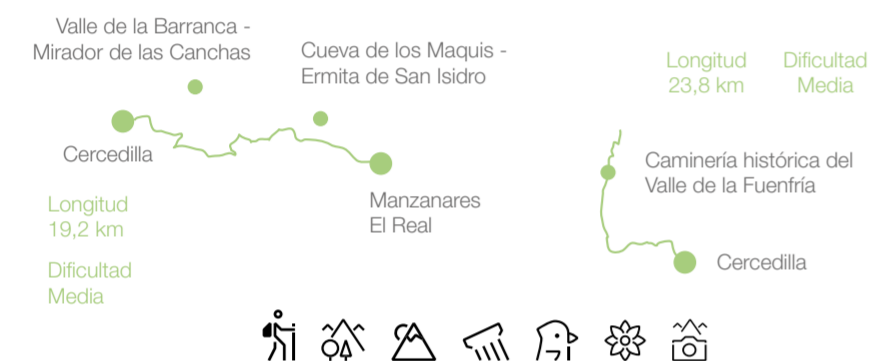 Valle de la Barranca -
Mirador de las Canchas
Cueva de los Maquis -
Ermita de San Isidro
Cercedilla
Manzanares
El Real
Longitud
19,2 km
Dificultad
Media
Longitud
23,8 km
Dificultad
Media
Caminería histórica del
Valle de la Fuenfría
Cercedilla